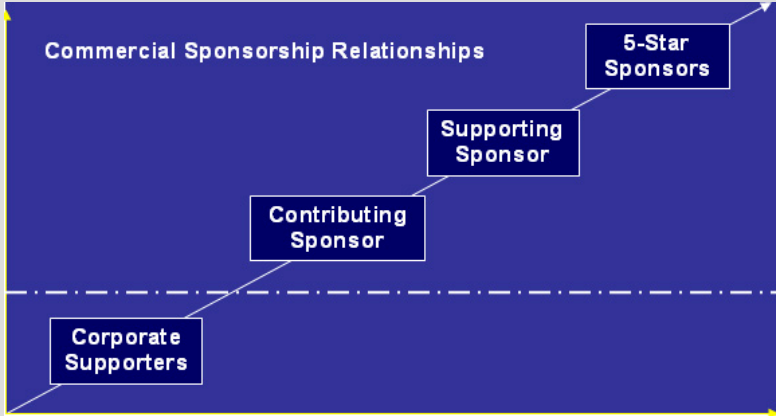 Commercial Sponsorship Relationships
5-Star
Sponsors
Supporting
Sponsor
Contributing
Sponsor
Corporate
Supporters